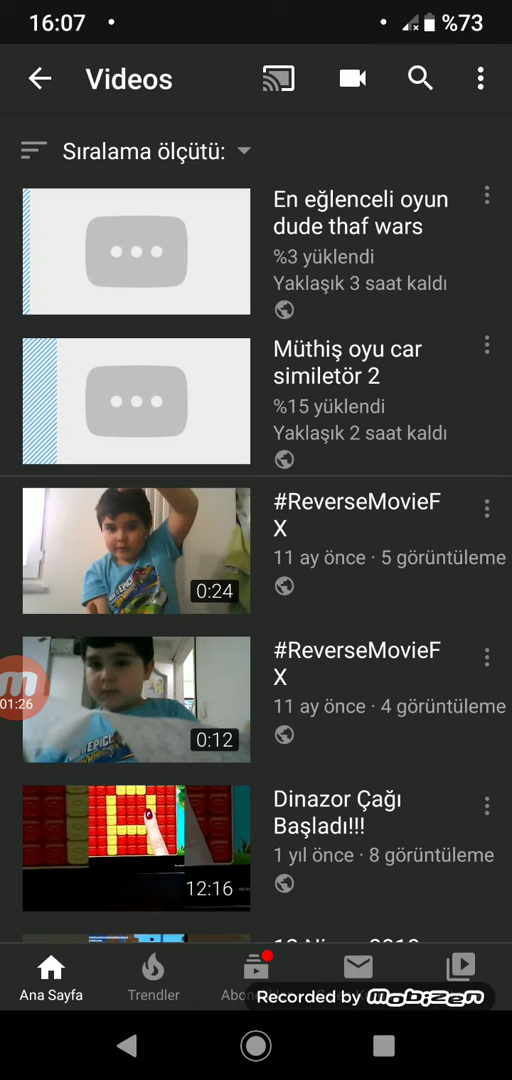 16:07
%73
Videos
Sıralama ölçütü:
En eğlenceli oyun
dude thaf wars
%3 yüklendi
Yaklaşık 3 saat kaldı
Müthiş oyu car
similetör 2
%15 yüklendi
Yaklaşık 2 saat kaldı
#ReverseMovieF
X
11 ay önce · 5 görüntüleme
0:24
#ReverseMovieF
X
11 ay önce · 4 görüntüleme
0:12
01:26
Dinazor Çağı
Başladı!!!
1 yıl önce · 8 görüntüleme
12:16
Ana Sayfa
Trendler
Recorded by Mobizen